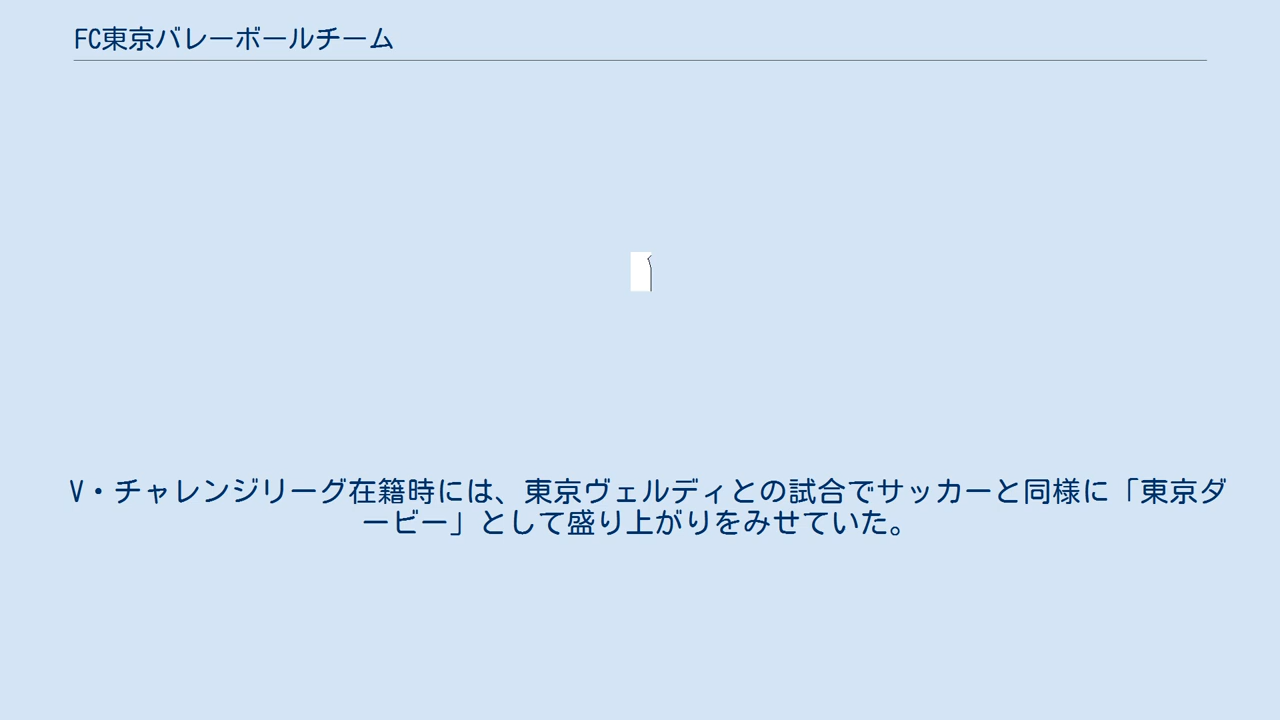 FC東京バレーボールチーム
V・チャレンジリーグ在籍時には、東京ヴェルディとの試合でサッカーと同様に「東京ダ
ービー」として盛り上がりをみせていた。